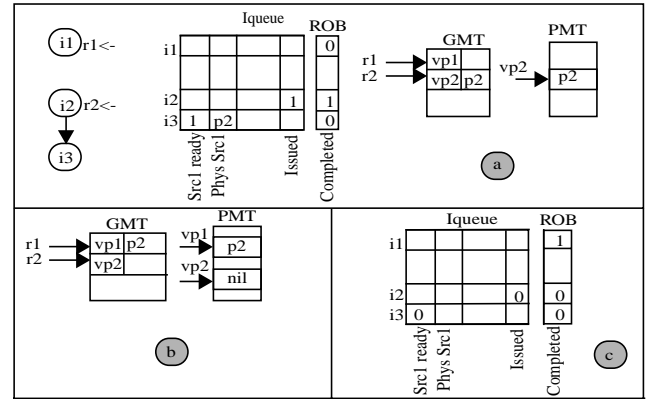 Iqueue
ROB
GMT
PMT
i1 r1<-
i1
0
r1
vp1
r2
vp2 p2
vp2
p2
i2 r2<-
i2
1
1
i3
i3
1 p2
0
Src1 ready
Phys Src1
Issued
Completed
a
GMT
PMT
r1
vp1 p2
vp1
p2
r2
vp2
vp2
nil
b
Iqueue
ROB
i1
1
i2
0
0
i3
0
0
Src1 ready
Phys Src1
Issued
Completed
c